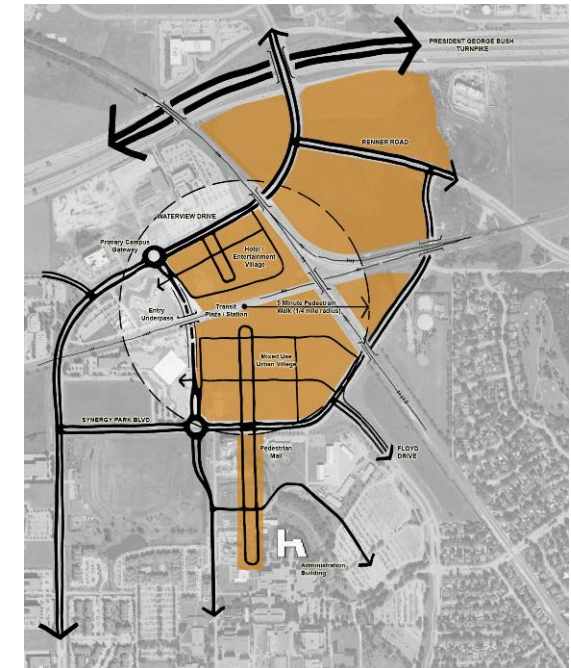 PRESIDENT GEORGE BUSH
TURNPIKE
RENNER ROAD
WATERVIEW DRIVE
Primary Campus
Gateway
Hotel /
Entertainment
Village
Entry
Underpass
Transit
Plaza / Station
5 Minute Pedestrain
Walk (1/4 mile radius)
Mixed Use
Urban Village
SYNERGY PARK BLVD.
Pedestrian
Mall
FLOYD
DRIVE
Administration
Building